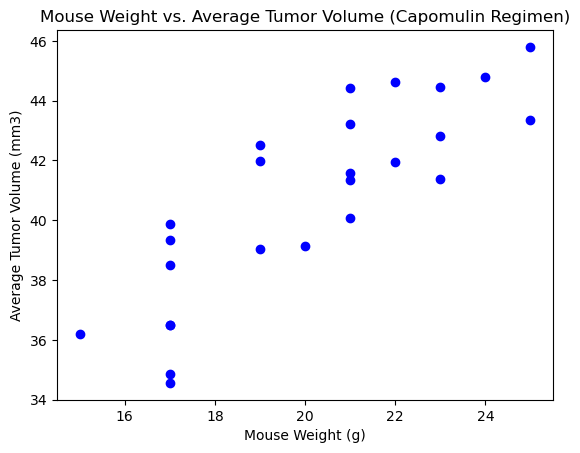 Mouse Weight vs. Average Tumor Volume (Capomulin Regimen)
46
44
42
40
38
36
34
Average Tumor Volume (mm3)
16 18 20 22 24
Mouse Weight (g)